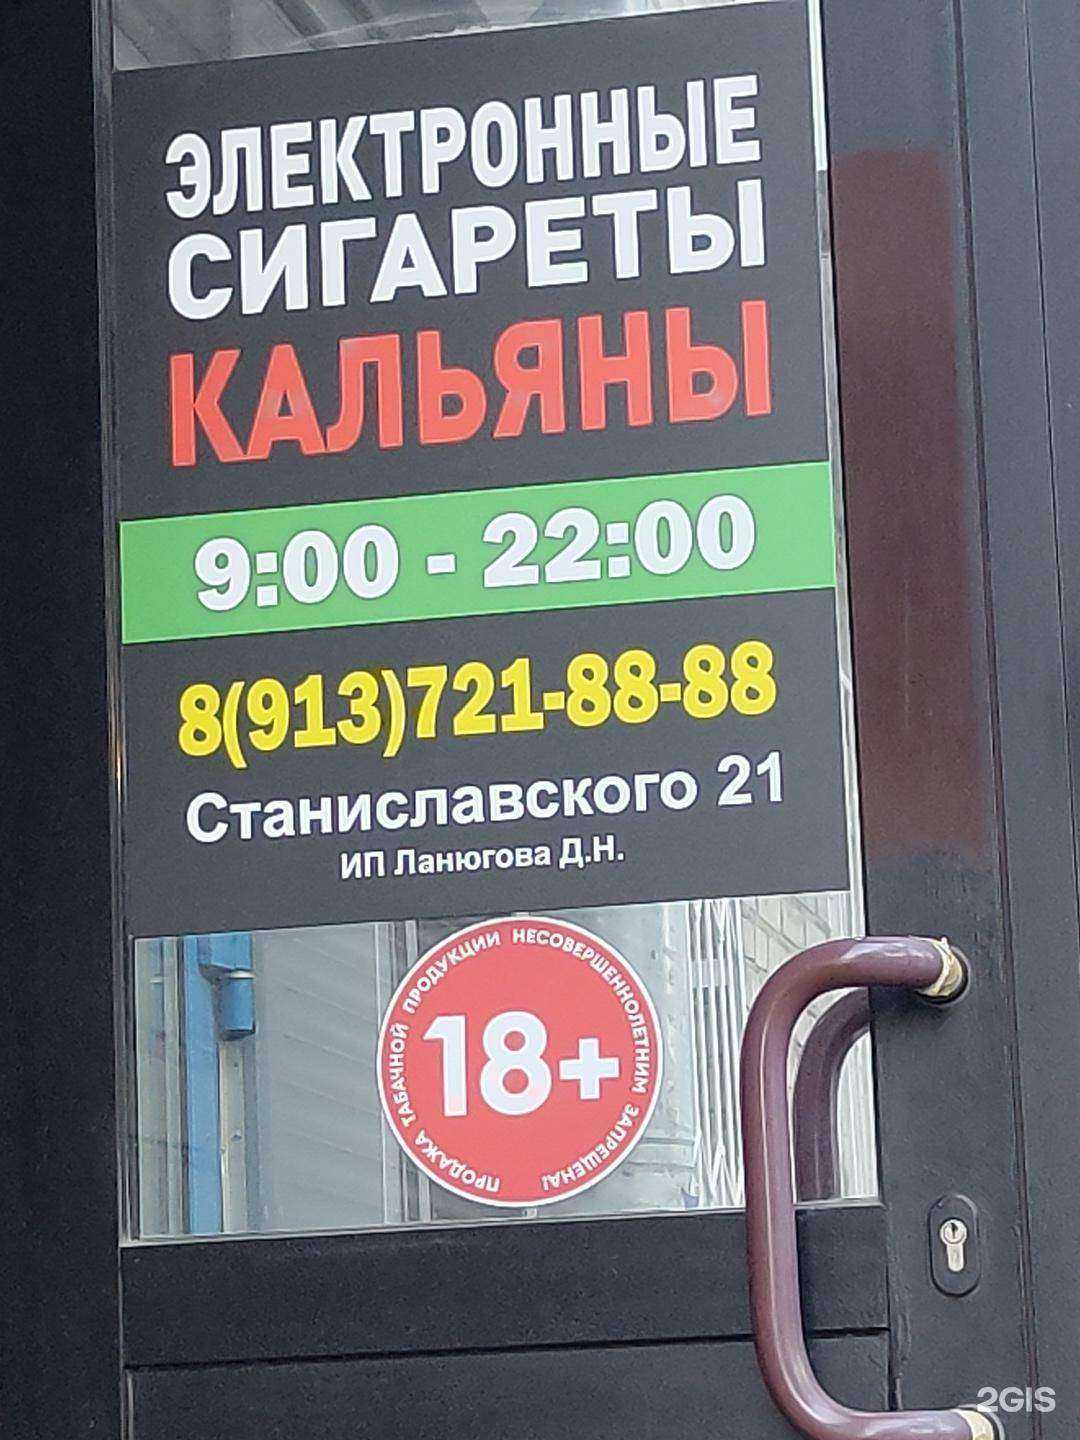 ЭЛЕКТРОННЫЕ
СИГАРЕТЫ
КАЛЬЯНЫ
9:00 - 22:00
8(913)721-88-88
Станиславского 21
ИП Ланюгова Д.Н.
ПРОДАЖА ТАБАЧНОЙ ПРОДУКЦИИ НЕСОВЕРШЕННОЛЕТНИМ ЗАПРЕЩЕНА!
18+
2GIS